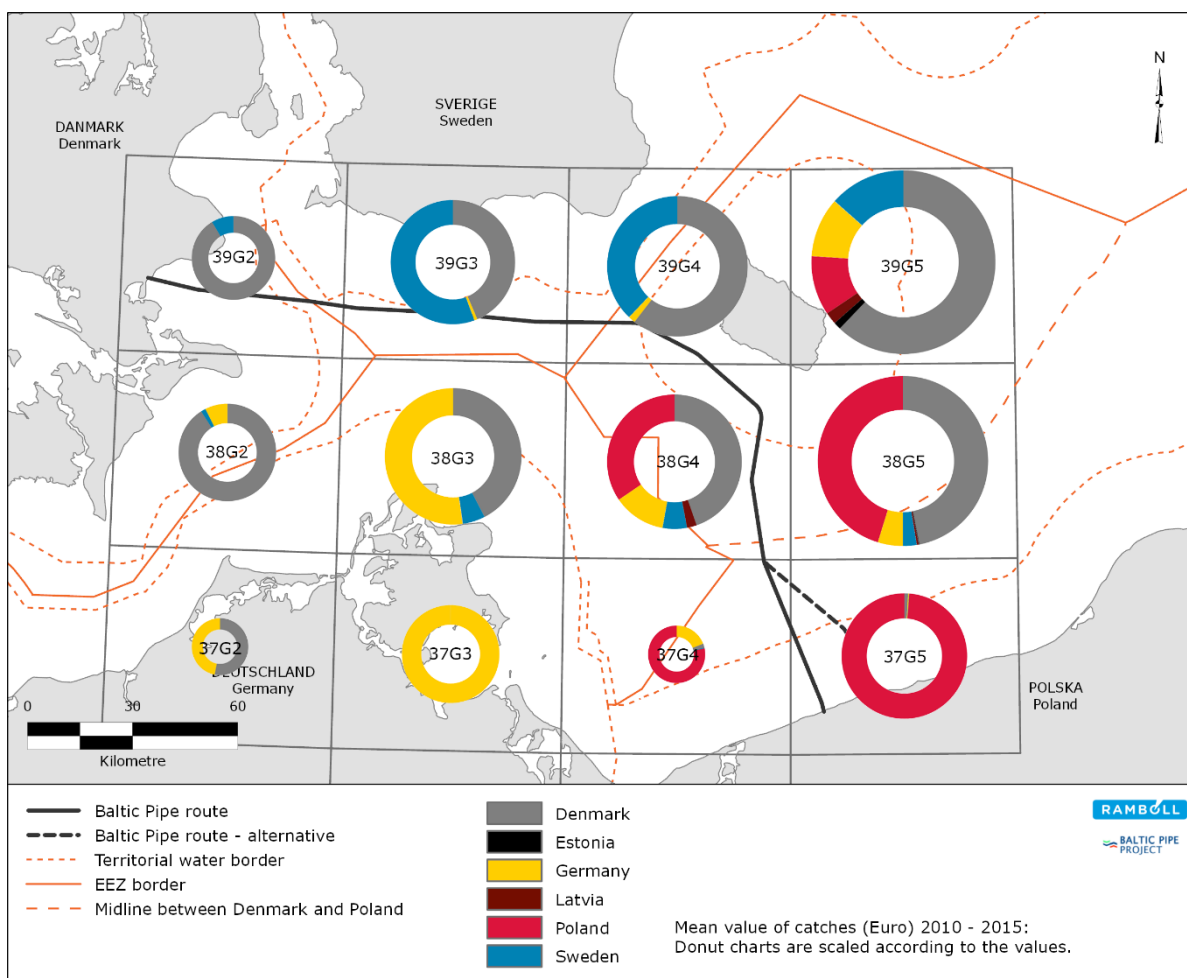 N
SVERIGE
Sweden
DANMARK
Denmark
39G2
39G3
39G4
39G5
38G2
38G3
38G4
38G5
37G2
37G3
37G4
37G5
DEUTSCHLAND
Germany
POLSKA
Poland
0 30 60
Kilometre
Baltic Pipe route
Baltic Pipe route - alternative
Territorial water border
EEZ border
Midline between Denmark and Poland
Denmark
Estonia
Germany
Latvia
Poland
Sweden
RAMBOLL
BALTIC PIPE
PROJECT
Mean value of catches (Euro) 2010 - 2015:
Donut charts are scaled according to the values.